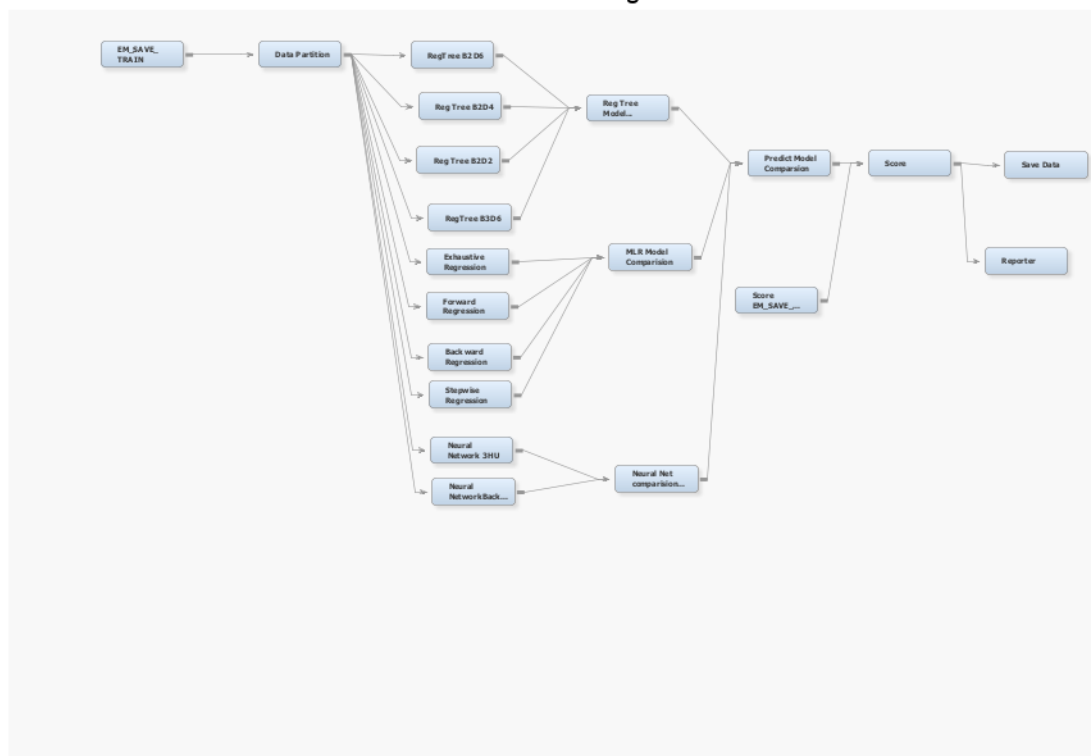 EM_SAVE_
TRAIN
Data Partition
RegTree B2D6
Reg Tree B2D4
Reg Tree B2D2
RegTree B3D6
Exhaustive
Regression
Forward
Regression
Backward
Regression
Stepwise
Regression
Neural
Network 3HU
Neural
NetworkBack...
Reg Tree
Model...
MLR Model
Comparision
Neural Net
comparision...
Predict Model
Comparsion
Score
EM_SAVE_...
Score
Save Data
Reporter